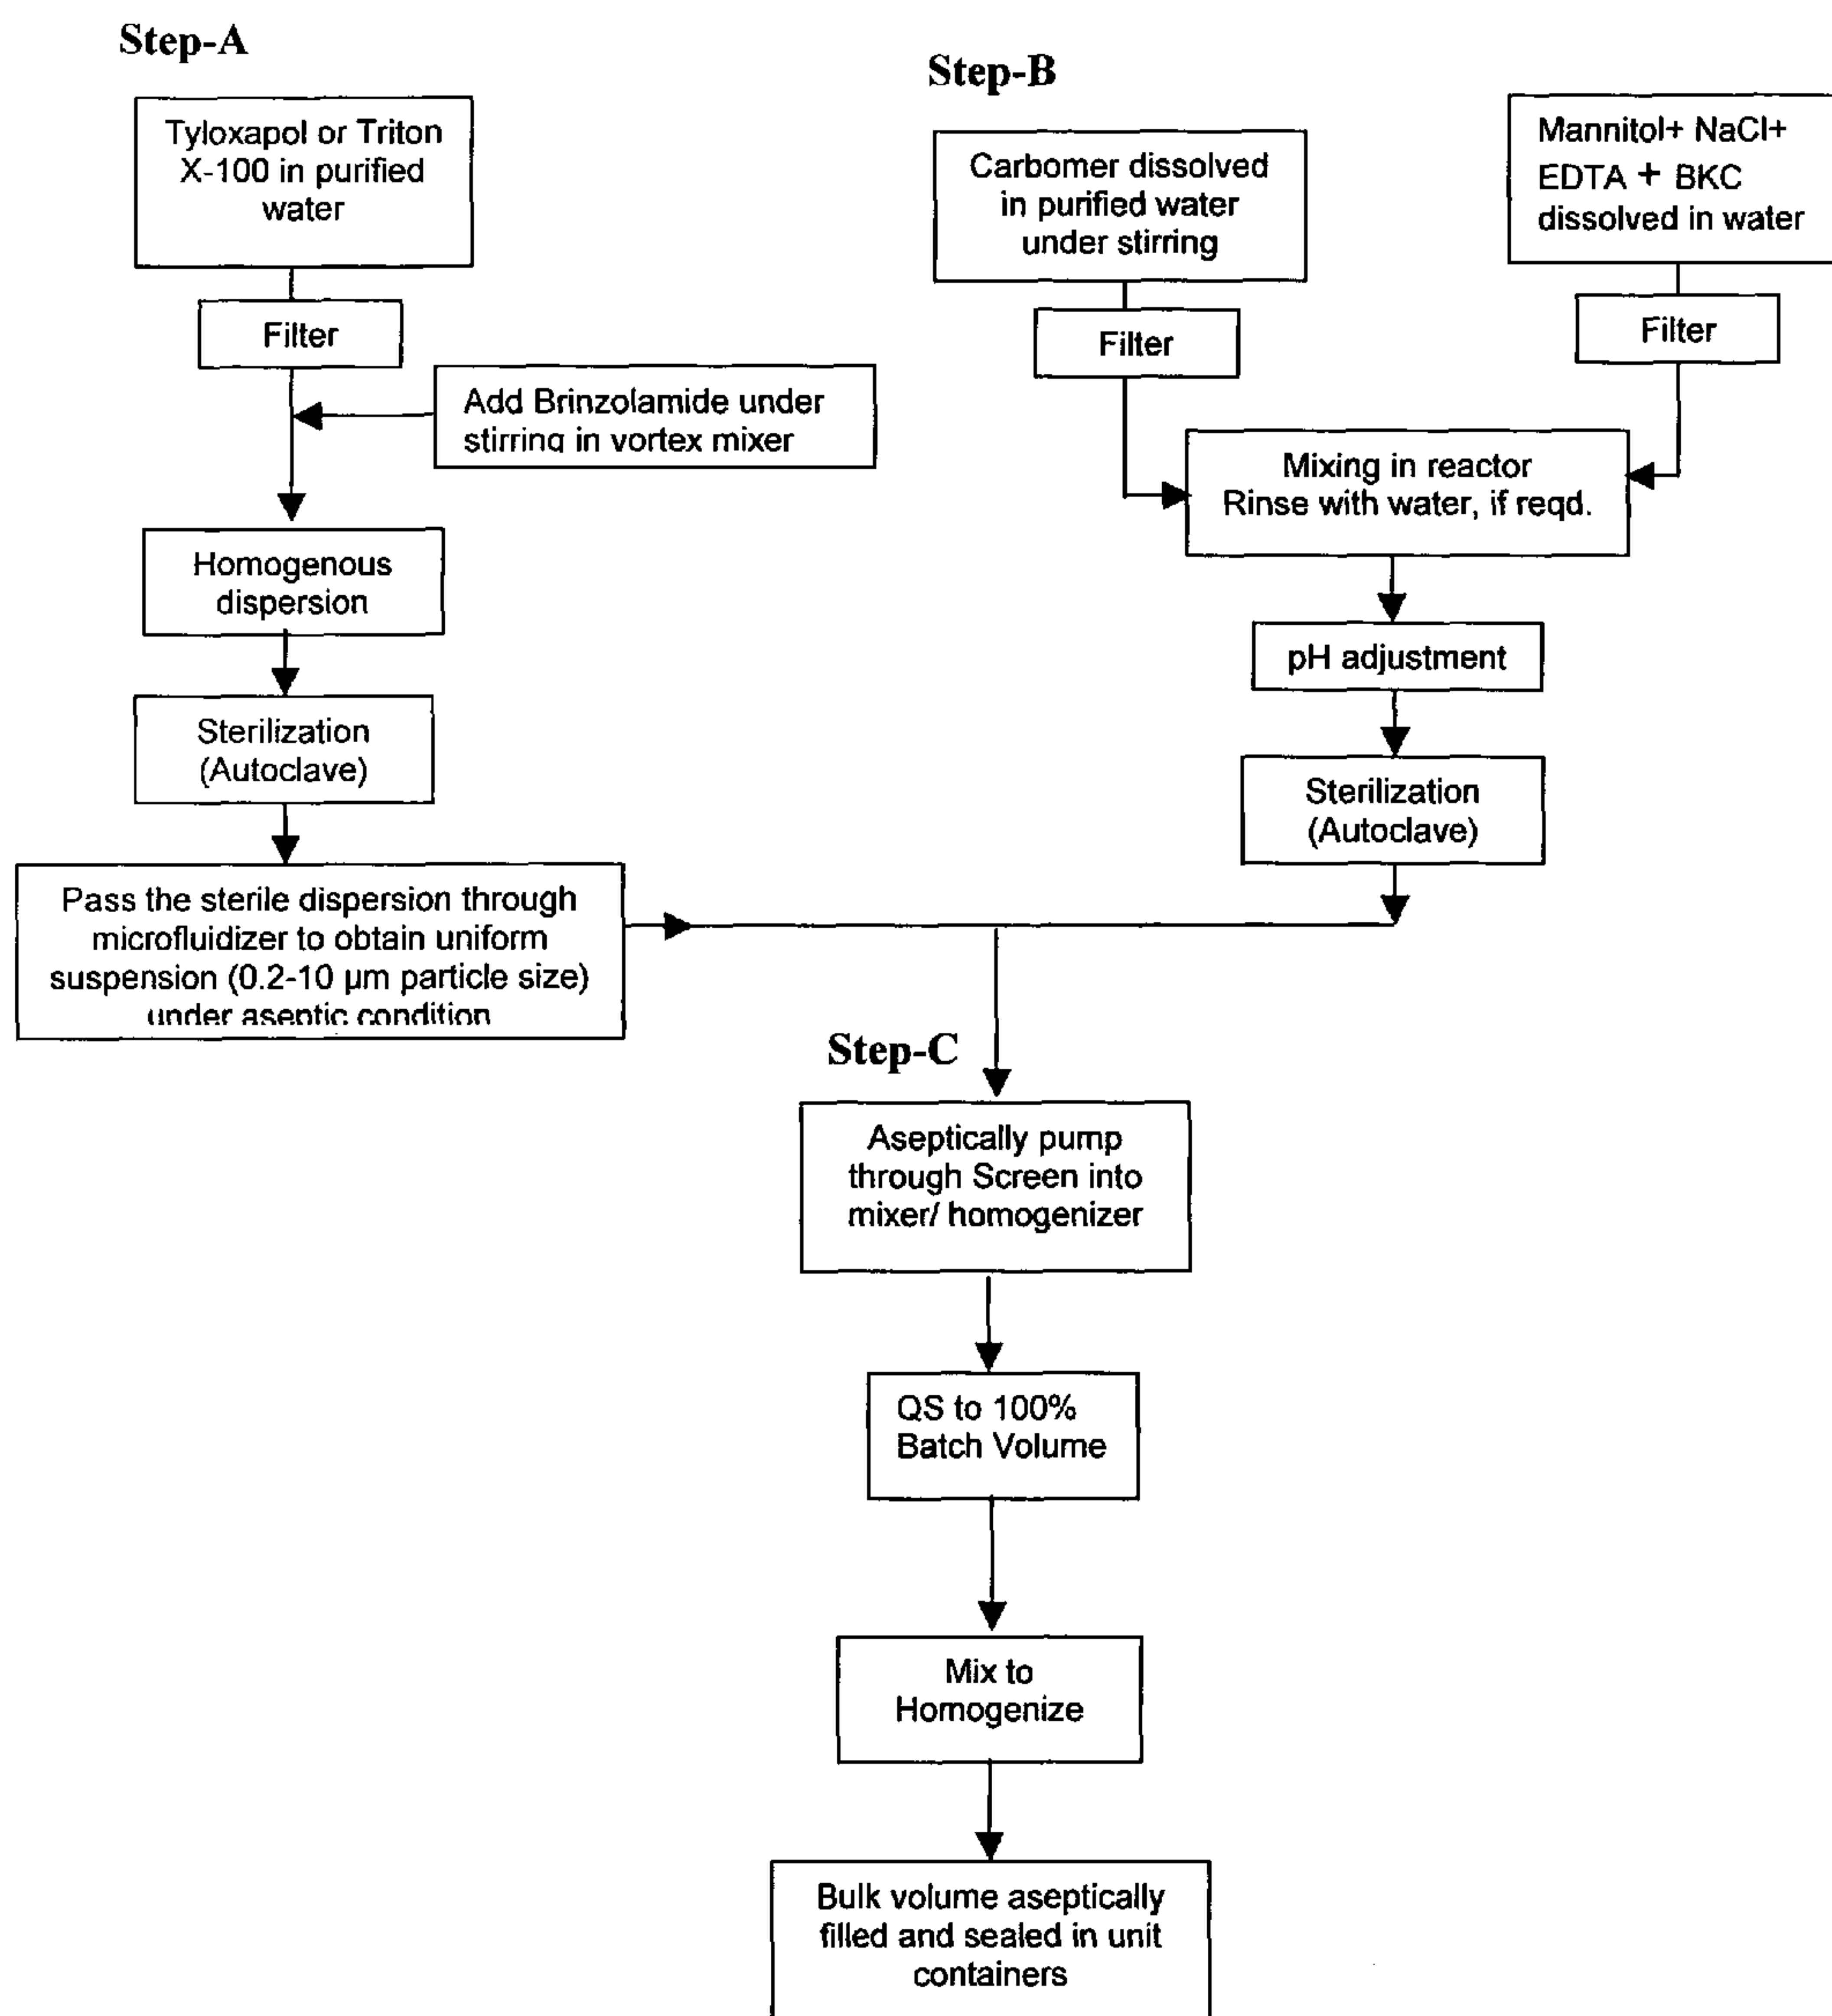 Step-A
Tyloxapol or Triton
X-100 in purified
water
Filter
Add Brinzolamide under
stirring in vortex mixer
Homogenous
dispersion
Sterilization
(Autoclave)
Pass the sterile dispersion through
microfluidizer to obtain uniform
suspension (0.2-10 µm particle size)
under aseptic condition
Step-B
Carbomer dissolved
in purified water
under stirring
Filter
Mannitol+ NaCl+
EDTA + BKC
dissolved in water
Filter
Mixing in reactor
Rinse with water, if reqd.
pH adjustment
Sterilization
(Autoclave)
Step-C
Aseptically pump
through Screen into
mixer/ homogenizer
QS to 100%
Batch Volume
Mix to
Homogenize
Bulk volume aseptically
filled and sealed in unit
containers